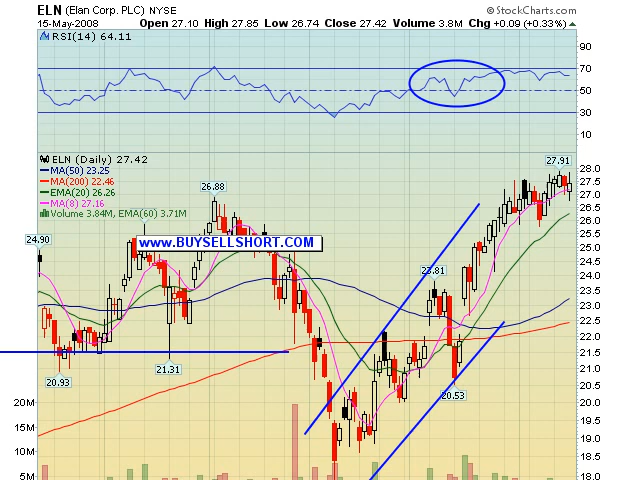 ELN (Elan Corp. PLC) NYSE © StockCharts.com
15-May-2008 Open 27.10 High 27.85 Low 26.74 Close 27.42 Volume 3.8M Chg +0.09 (+0.33%)
RSI(14) 64.11
90
70
50
30
10
ELN (Daily) 27.42
MA(50) 23.25
MA(200) 22.46
EMA(20) 26.26
MA(8) 27.16
Volume 3.84M, EMA(60) 3.71M
27.91
26.88
24.90
www.BUYSELLSHORT.COM
23.81
21.31
20.93
20.53
28.0
27.5
27.0
26.5
26.0
25.5
25.0
24.5
24.0
23.5
23.0
22.5
22.0
21.5
21.0
20.5
20.0
19.5
19.0
18.5
18.0
20M
15M
10M
5M